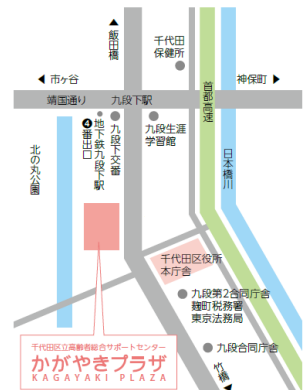 ▲飯田橋
千代田
保健所
◀ 市ヶ谷
神保町 ▶
靖国通り
九段下駅
首都高速
❹番出口
地下鉄九段下駅
九段下交番
九段生涯
学習館
北の丸公園
日本橋川
千代田区役所
本庁舎
九段第2合同庁舎
麹町税務署
東京法務局
九段合同庁舎
竹橋▼
千代田区立高齢者総合サポートセンター
かがやきプラザ
KAGAYAKI PLAZA